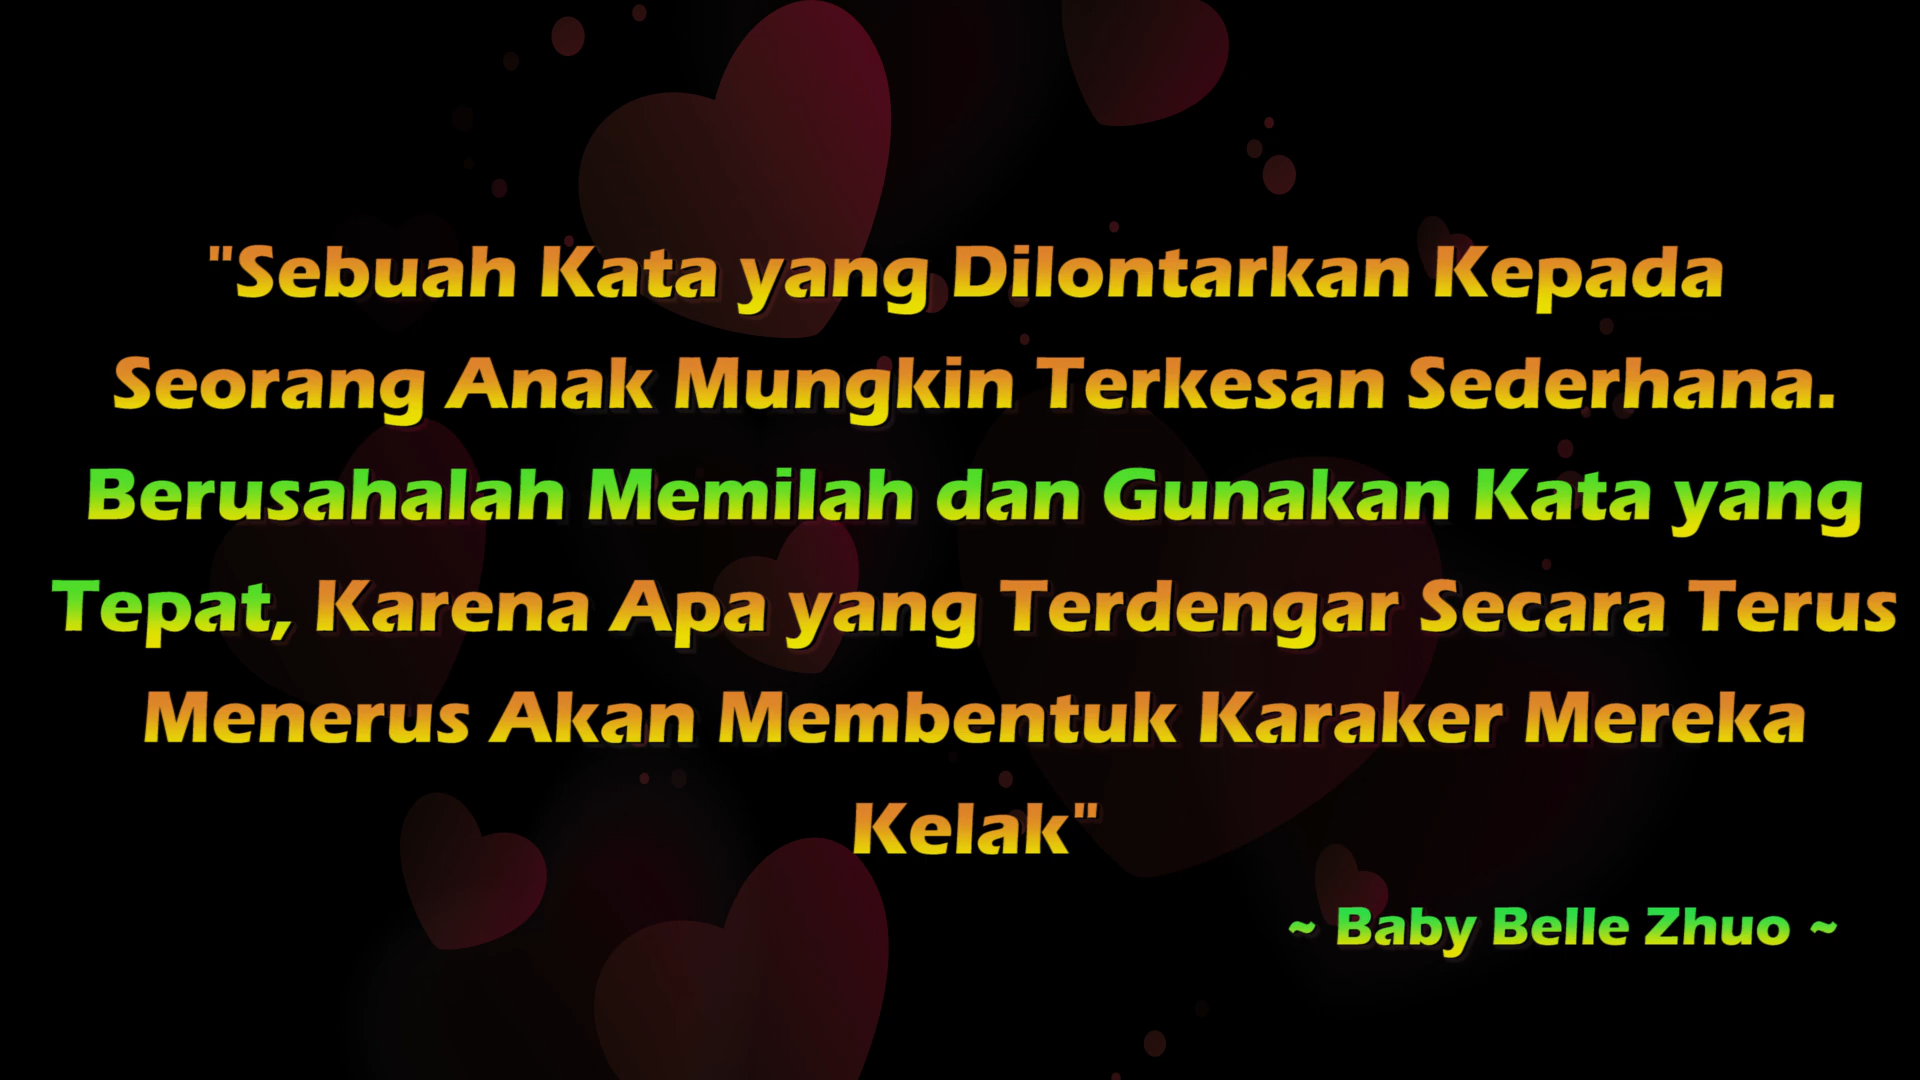 "Sebuah Kata yang Dilontarkan Kepada
Seorang Anak Mungkin Terkesan Sederhana.
Berusahalah Memilah dan Gunakan Kata yang
Tepat, Karena Apa yang Terdengar Secara Terus
Menerus Akan Membentuk Karaker Mereka
Kelak"
~ Baby Belle Zhuo ~